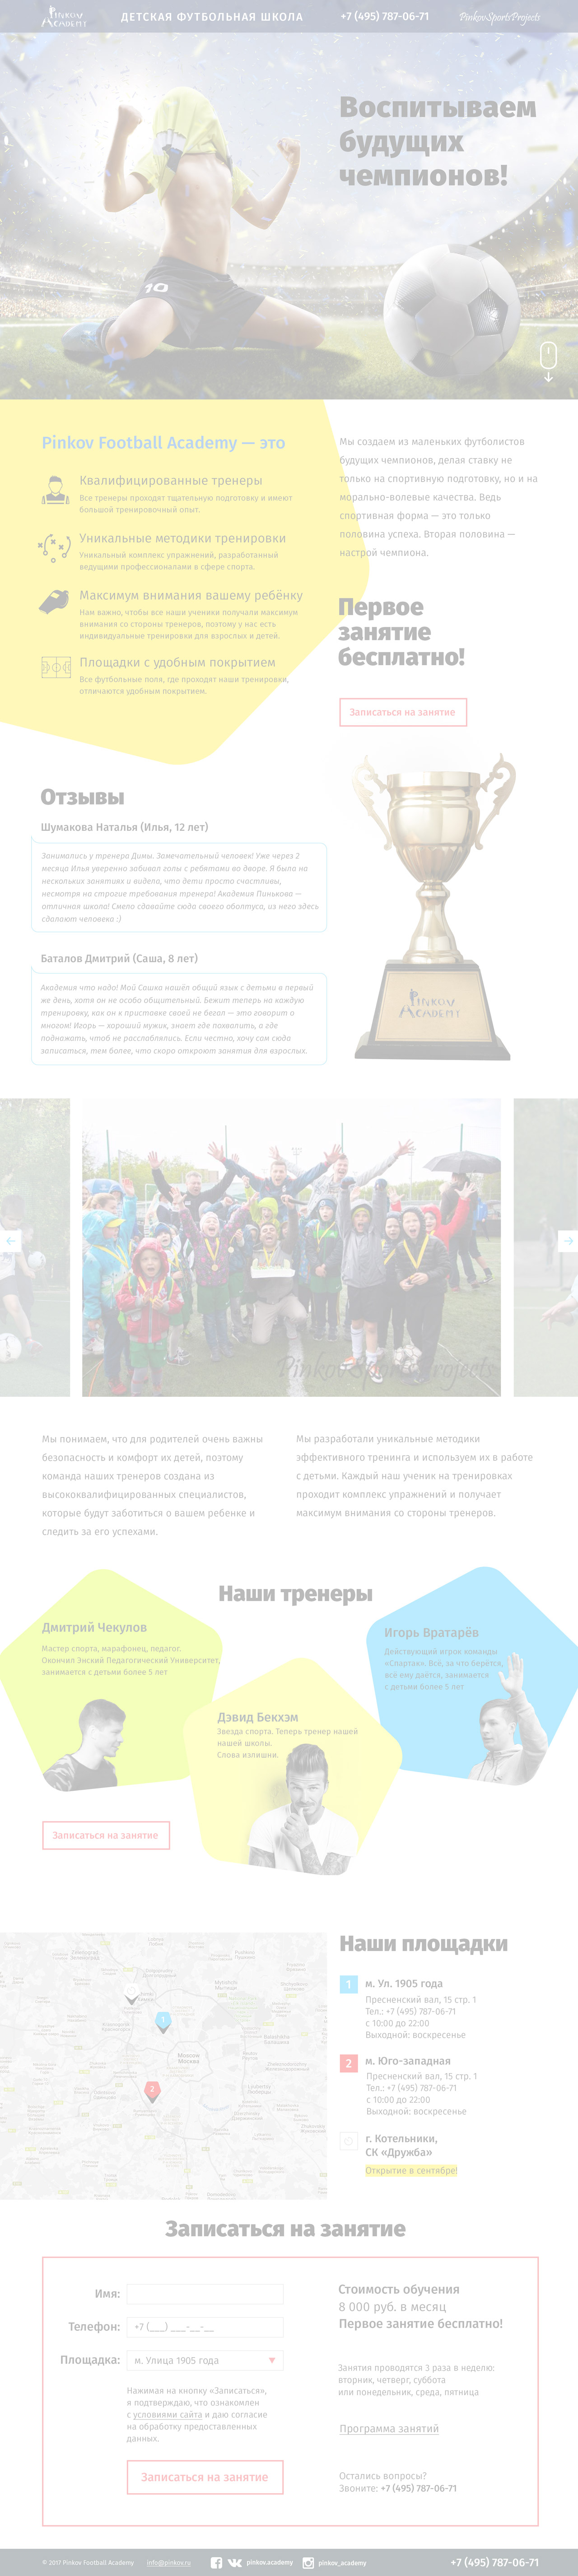 PINKOV ACADEMY
ДЕТСКАЯ ФУТБОЛЬНАЯ ШКОЛА
+7 (495) 787-06-71
PinkovSportsProjects
Воспитываем
будущих
чемпионов!
10
Pinkov Football Academy — это
Квалифицированные тренеры
Все тренеры проходят тщательную подготовку и имеют
большой тренировочный опыт.
Уникальные методики тренировки
Уникальный комплекс упражнений, разработанный
ведущими профессионалами в сфере спорта.
Максимум внимания вашему ребёнку
Нам важно, чтобы все наши ученики получали максимум
внимания со стороны тренеров, поэтому у нас есть
индивидуальные тренировки для взрослых и детей.
Площадки с удобным покрытием
Все футбольные поля, где проходят наши тренировки,
отличаются удобным покрытием.
Мы создаем из маленьких футболистов
будущих чемпионов, делая ставку не
только на спортивную подготовку, но и на
морально-волевые качества. Ведь
спортивная форма — это только
половина успеха. Вторая половина —
настрой чемпиона.
Первое
занятие
бесплатно!
Записаться на занятие
Отзывы
Шумакова Наталья (Илья, 12 лет)
Занимались у тренера Димы. Замечательный человек! Уже через 2
месяца Илья уверенно забивал голы с ребятами во дворе. Я была на
нескольких занятиях и видела, что дети просто счастливы,
несмотря на строгие требования тренера! Академия Пинькова —
отличная школа! Смело сдавайте сюда своего оболтуса, из него здесь
сделают человека :)
Баталов Дмитрий (Саша, 8 лет)
Академия что надо! Мой Сашка нашёл общий язык с детьми в первый
же день, хотя он не особо общительный. Бежит теперь на каждую
тренировку, как он к приставке своей не бегал — это говорит о
многом! Игорь — хороший мужик, знает где похвалить, а где
поднажать, чтоб не расслаблялись. Если честно, хочу сам сюда
записаться, тем более, что скоро откроют занятия для взрослых.
PINKOV
ACADEMY
PinkovSportsProjects
Мы понимаем, что для родителей очень важны
безопасность и комфорт их детей, поэтому
команда наших тренеров создана из
высококвалифицированных специалистов,
которые будут заботиться о вашем ребенке и
следить за его успехами.
Мы разработали уникальные методики
эффективного тренинга и используем их в работе
с детьми. Каждый наш ученик на тренировках
проходит комплекс упражнений и получает
максимум внимания со стороны тренеров.
Наши тренеры
Дмитрий Чекулов
Мастер спорта, марафонец, педагог.
Окончил Энский Педагогический Университет,
занимается с детьми более 5 лет
Дэвид Бекхэм
Звезда спорта. Теперь тренер нашей
нашей школы.
Слова излишни.
Игорь Вратарёв
Действующий игрок команды
«Спартак». Всё, за что берётся,
всё ему даётся, занимается
с детьми более 5 лет
Записаться на занятие
Moscow
Москва
1
2
Наши площадки
1
м. Ул. 1905 года
Пресненский вал, 15 стр. 1
Тел.: +7 (495) 787-06-71
с 10:00 до 22:00
Выходной: воскресенье
2
м. Юго-западная
Пресненский вал, 15 стр. 1
Тел.: +7 (495) 787-06-71
с 10:00 до 22:00
Выходной: воскресенье
г. Котельники,
СК «Дружба»
Открытие в сентябре!
Записаться на занятие
Имя:
Телефон: +7 (___) ___-__-__
Площадка: м. Улица 1905 года
Нажимая на кнопку «Записаться»,
я подтверждаю, что ознакомлен
с условиями сайта и даю согласие
на обработку предоставленных
данных.
Записаться на занятие
Стоимость обучения
8 000 руб. в месяц
Первое занятие бесплатно!
Занятия проводятся 3 раза в неделю:
вторник, четверг, суббота
или понедельник, среда, пятница
Программа занятий
Остались вопросы?
Звоните: +7 (495) 787-06-71
© 2017 Pinkov Football Academy
info@pinkov.ru
pinkov.academy
pinkov_academy
+7 (495) 787-06-71